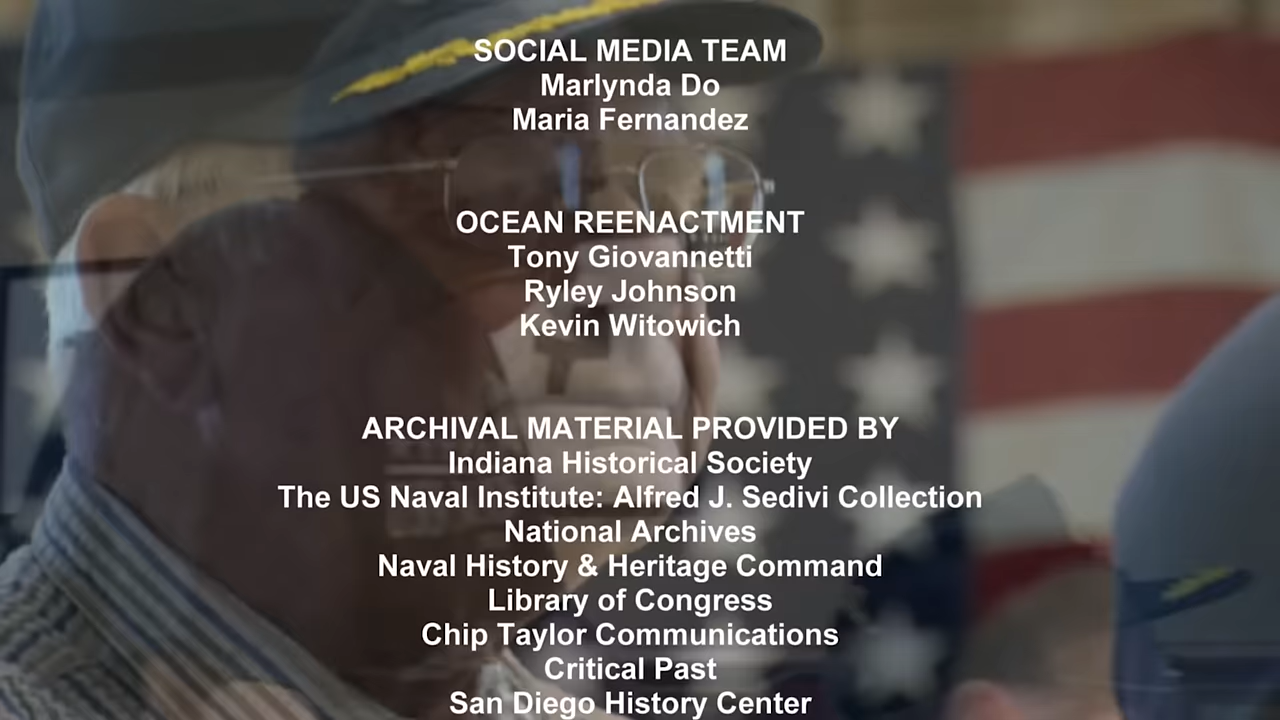 SOCIAL MEDIA TEAM
Marlynda Do
Maria Fernandez
OCEAN REENACTMENT
Tony Giovannetti
Ryley Johnson
Kevin Witowich
ARCHIVAL MATERIAL PROVIDED BY
Indiana Historical Society
The US Naval Institute: Alfred J. Sedivi Collection
National Archives
Naval History & Heritage Command
Library of Congress
Chip Taylor Communications
Critical Past
San Diego History Center